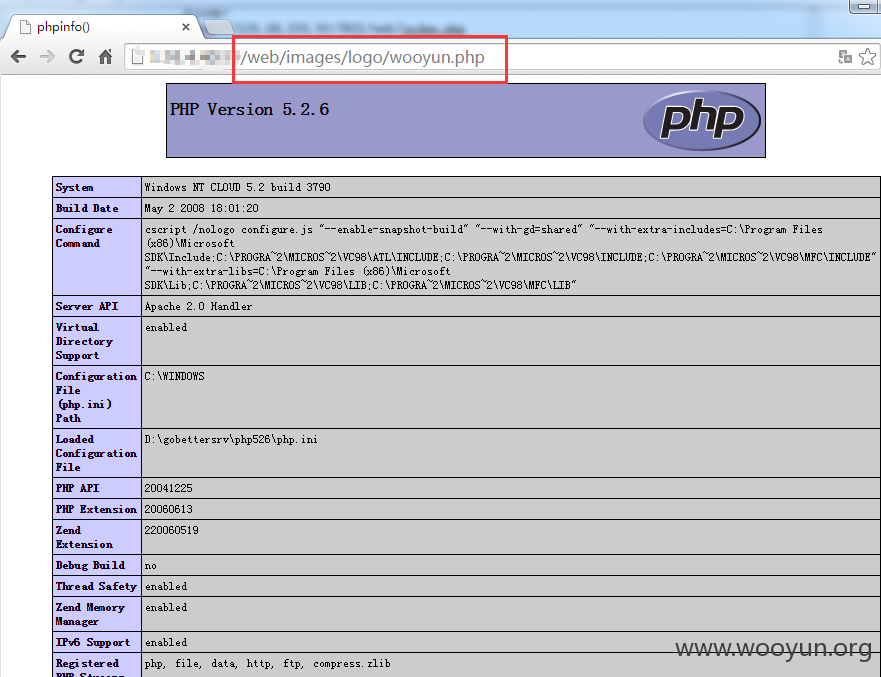 phpinfo()
/web/images/logo/wooyun.php
PHP Version 5.2.6
php
System Windows NT CLOUD 5.2 build 3790
Build Date May 2 2008 18:01:20
Configure Command cscript /nologo configure.js "--enable-snapshot-build" "--with-gd=shared" "--with-extra-includes=C:\Program Files
(x86)\Microsoft
SDK\Include;C:\PROGRA~2\MICROS~2\VC98\ATL\INCLUDE;C:\PROGRA~2\MICROS~2\VC98\INCLUDE;C:\PROGRA~2\MICROS~2\VC98\MFC\INCLUDE"
"--with-extra-libs=C:\Program Files (x86)\Microsoft
SDK\Lib;C:\PROGRA~2\MICROS~2\VC98\LIB;C:\PROGRA~2\MICROS~2\VC98\MFC\LIB"
Server API Apache 2.0 Handler
Virtual enabled
Directory
Support
Configuration C:\WINDOWS
File
(php.ini)
Path
Loaded D:\gobettersrv\php526\php.ini
Configuration
File
PHP API 20041225
PHP Extension 20060613
Zend 220060519
Extension
Debug Build no
Thread Safety enabled
Zend Memory enabled
Manager
IPv6 Support enabled
Registered php, file, data, http, ftp, compress.zlib
PHP Streams
www.wooyun.org